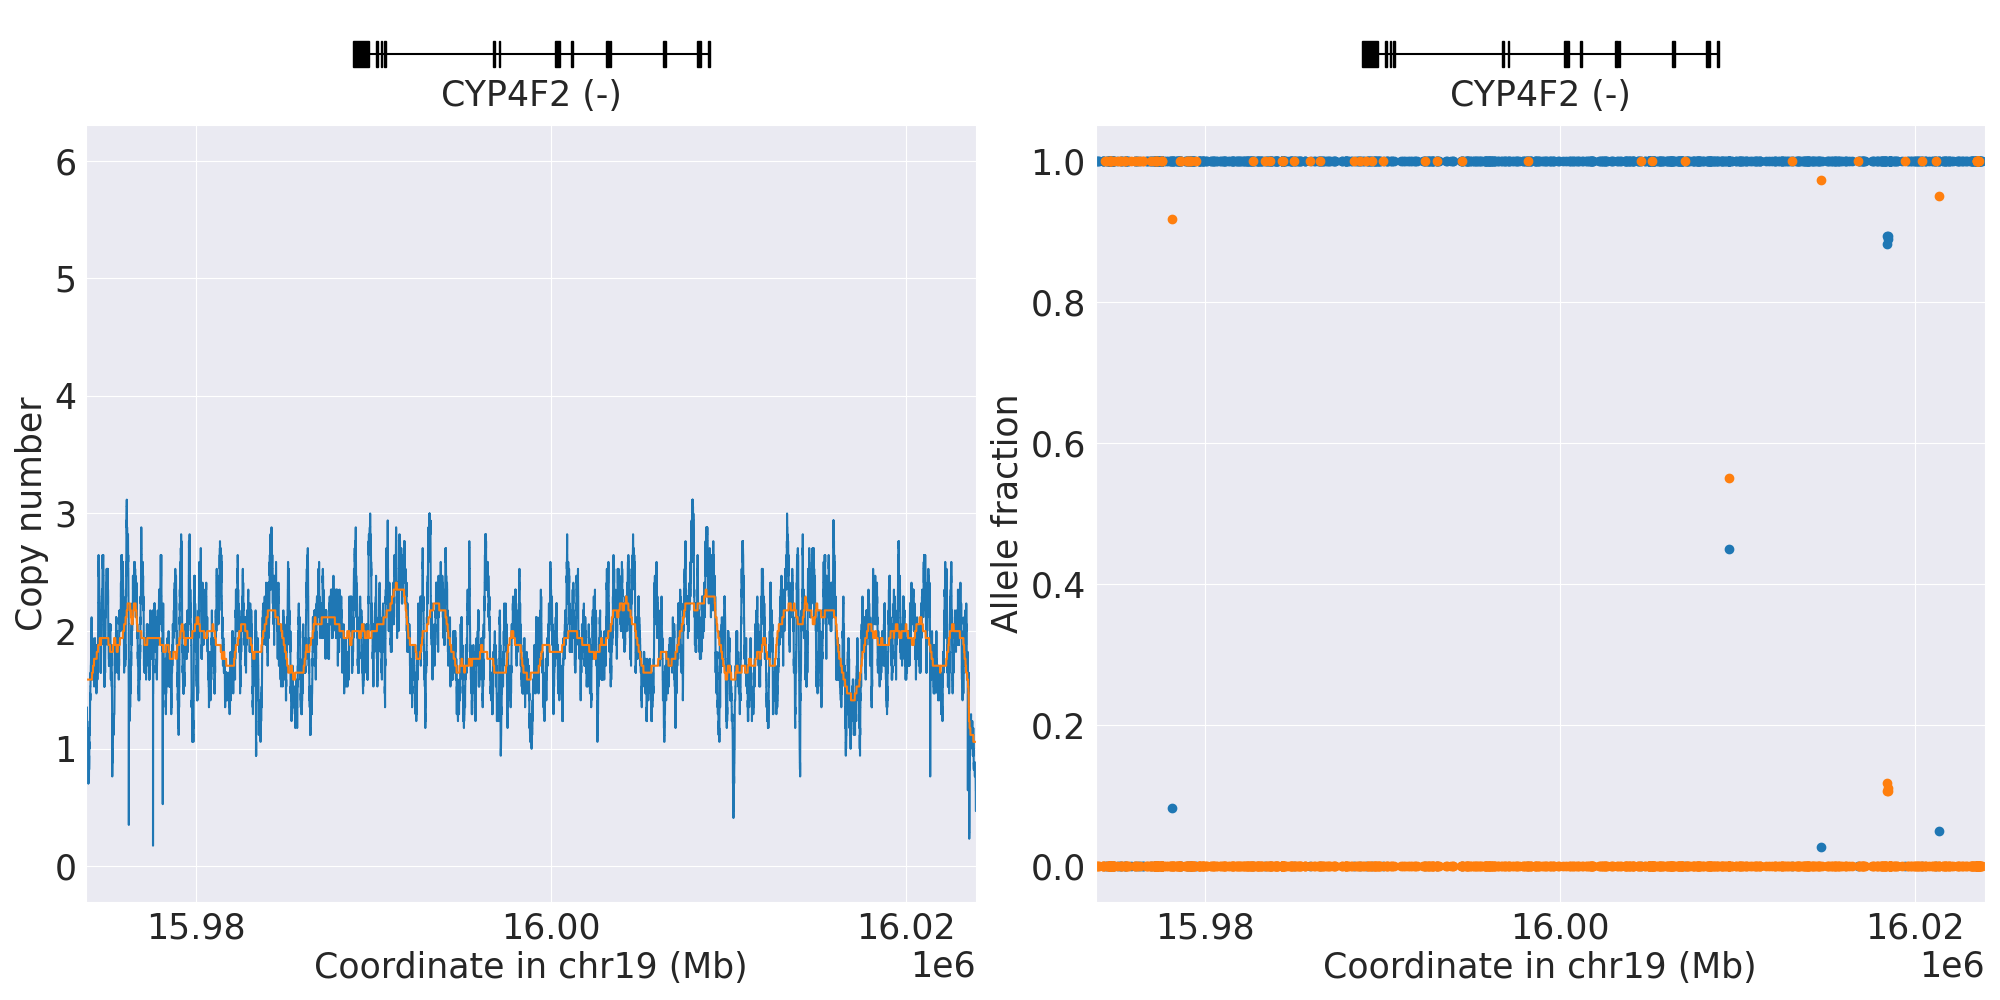 CYP4F2 (-)
Copy number
6
5
4
3
2
1
0
15.98
16.00
16.02
Coordinate in chr19 (Mb)
1e6
CYP4F2 (-)
Allele fraction
1.0
0.8
0.6
0.4
0.2
0.0
15.98
16.00
16.02
Coordinate in chr19 (Mb)
1e6